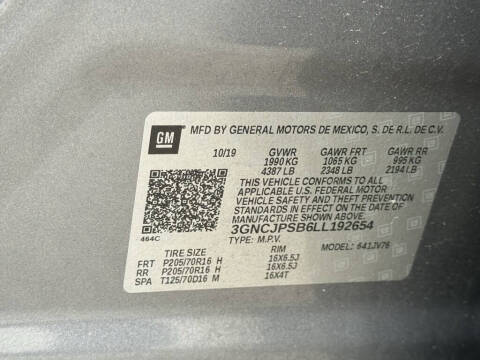 GM
MFD BY GENERAL MOTORS DE MEXICO, S. DE R.L. DE C.V.
10/19 GVWR GAWR FRT GAWR RR
1990 KG 1065 KG 995 KG
4387 LB 2348 LB 2194 LB
THIS VEHICLE CONFORMS TO ALL
APPLICABLE U.S. FEDERAL MOTOR
VEHICLE SAFETY AND THEFT PREVENTION
STANDARDS IN EFFECT ON THE DATE OF
MANUFACTURE SHOWN ABOVE.
3GNCJPSB6LL192654
464C TYPE: M.P.V. MODEL: 641JV76
TIRE SIZE RIM
FRT P205/70R16 H 16X6.5J
RR P205/70R16 H 16X6.5J
SPA T125/70D16 M 16X4T